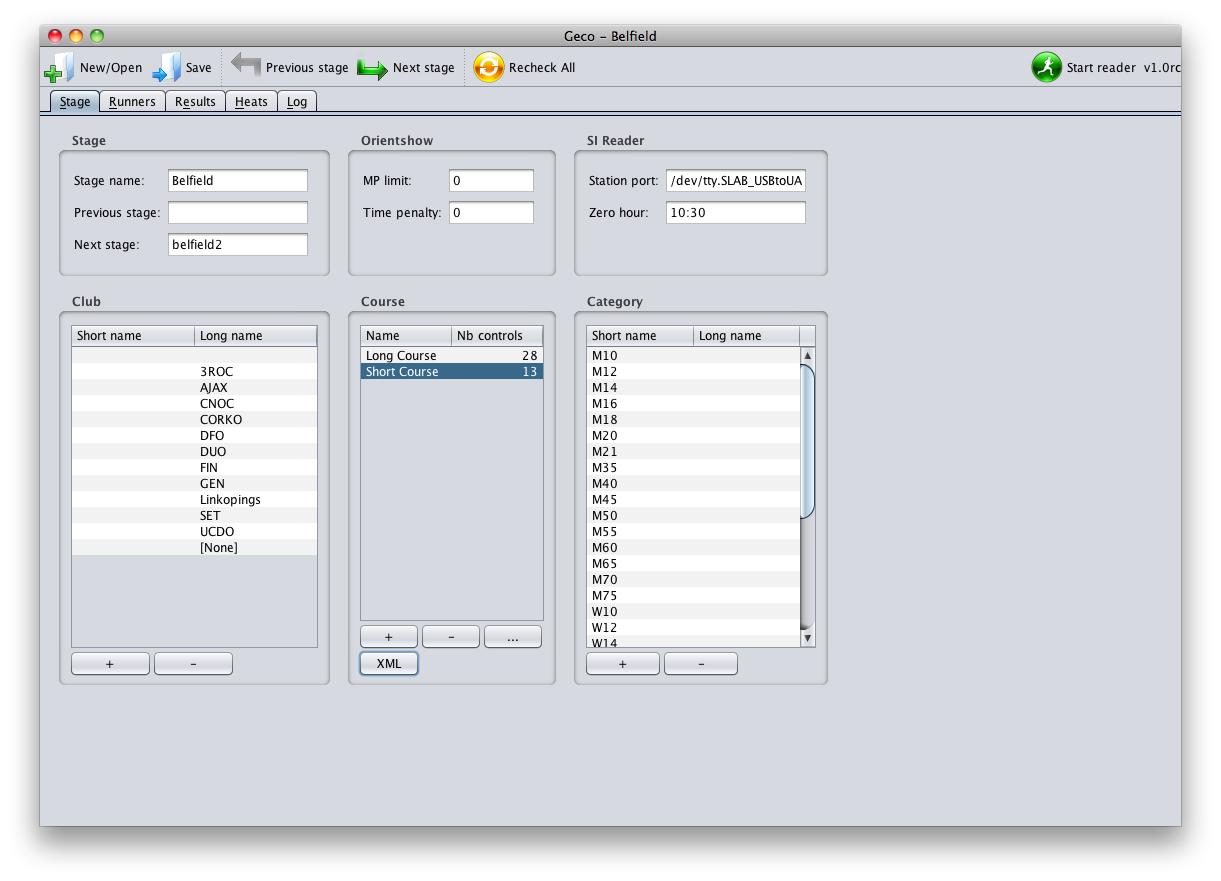 Geco – Belfield
New/Open Save Previous stage Next stage Recheck All Start reader v1.0rc
Stage Runners Results Heats Log
Stage Orientshow SI Reader
Stage name: Belfield MP limit: 0 Station port: /dev/tty.SLAB_USBtoUA
Previous stage: Time penalty: 0 Zero hour: 10:30
Next stage: belfield2
Club Course Category
Short name Long name Name Nb controls Short name Long name
Long Course 28 M10
3ROC Short Course 13 M12
AJAX M14
CNOC M16
CORKO M18
DFO M20
DUO M21
FIN M35
GEN M40
Linkopings M45
SET M50
UCDO M55
[None] M60
M65
M70
M75
W10
W12
W14
+ - ...
+ - XML + -